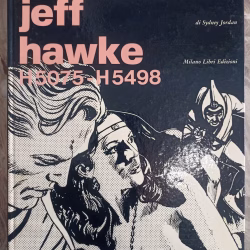 jeff
hawke
H5075-H5498
di Sydney Jordan
Milano Libri Edizioni